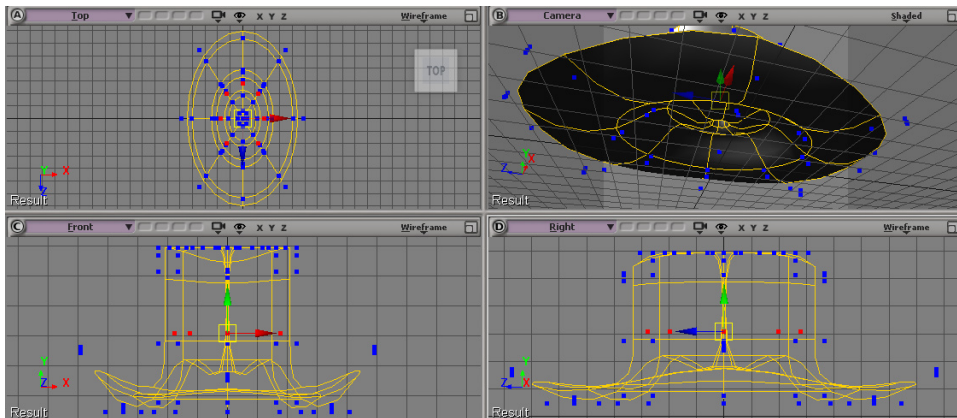 A Top X Y Z Wireframe
B Camera X Y Z Shaded
TOP
Y X
Z
Z Y X
Result
Result
C Front X Y Z Wireframe
D Right X Y Z Wireframe
Y
Z X
Y
Z X
Result
Result